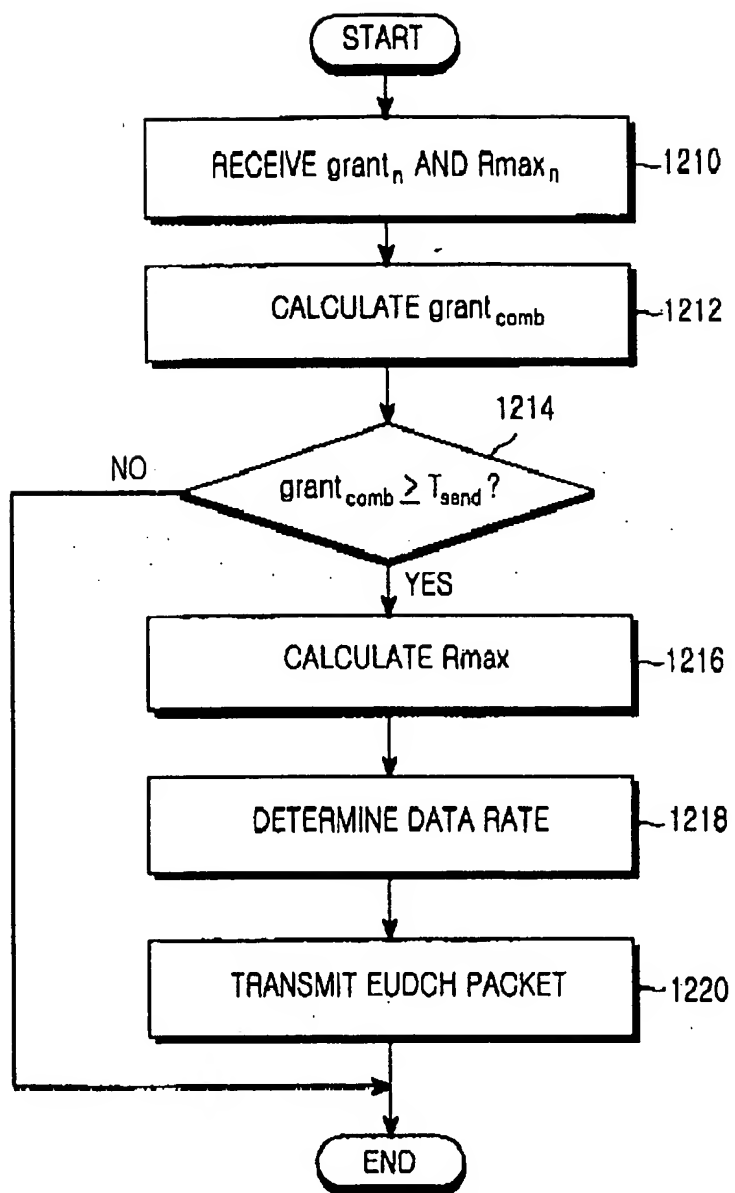 START
RECEIVE grant_n AND Rmax_n
1210
CALCULATE grant_comb
1212
1214
NO
grant_comb ≥ T_send?
YES
CALCULATE Rmax
1216
DETERMINE DATA RATE
1218
TRANSMIT EUDCH PACKET
1220
END